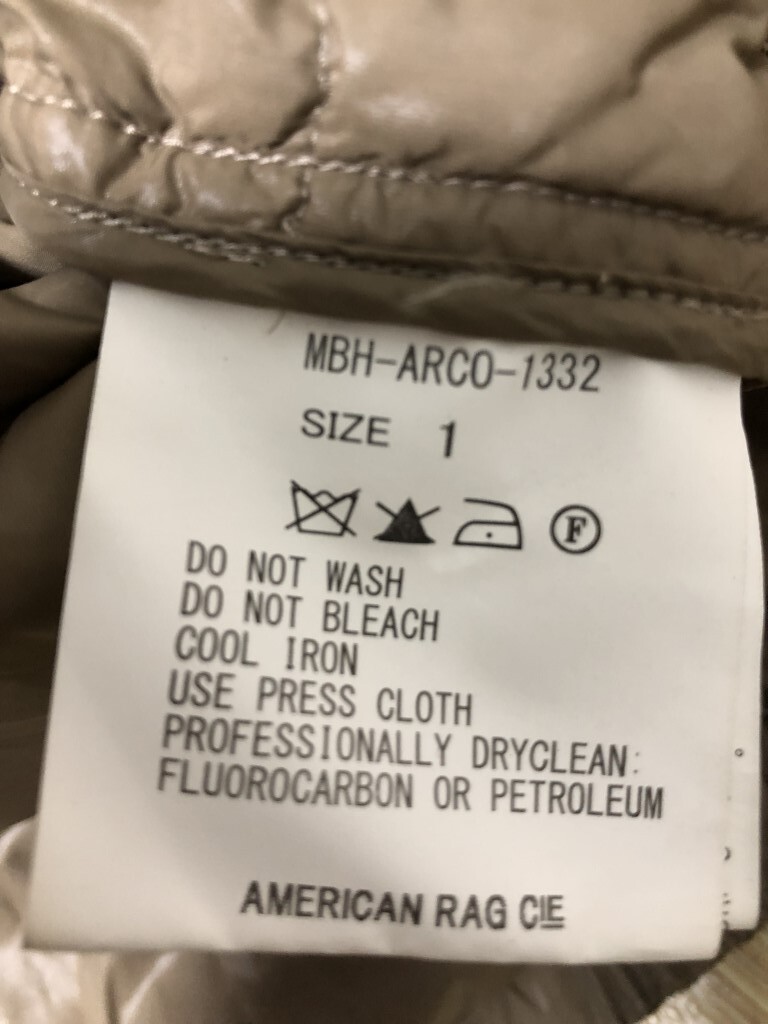 MBH-ARCO-1332
SIZE 1
F
DO NOT WASH
DO NOT BLEACH
COOL IRON
USE PRESS CLOTH
PROFESSIONALLY DRYCLEAN:
FLUOROCARBON OR PETROLEUM
AMERICAN RAG CIE